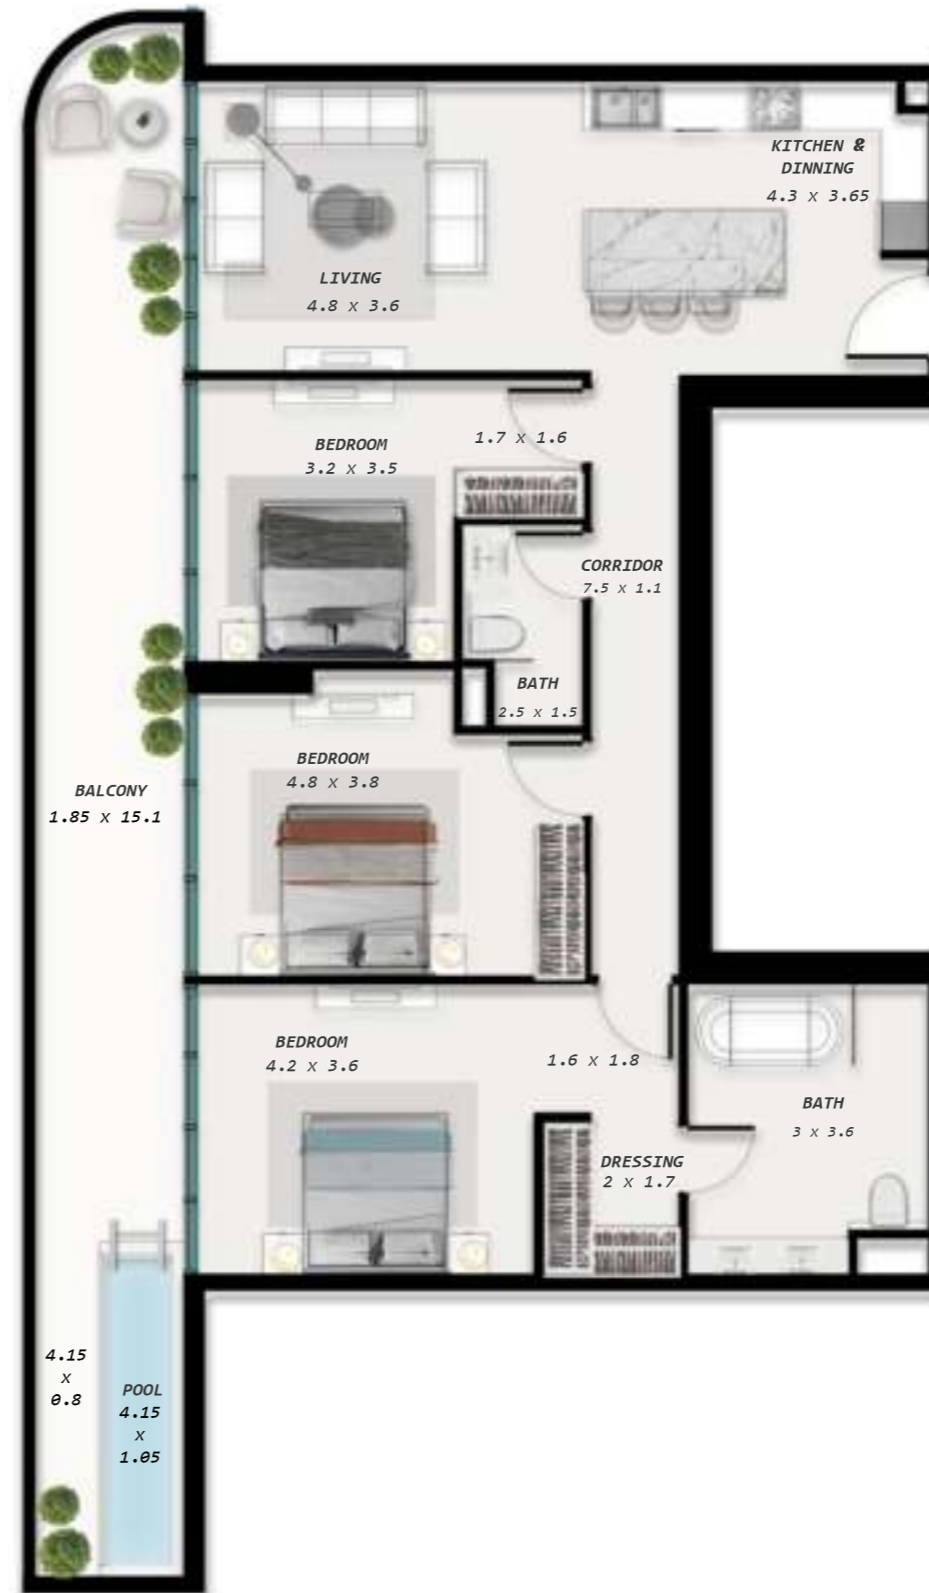 KITCHEN &
DINNING
4.3 x 3.65
LIVING
4.8 x 3.6
BEDROOM
3.2 x 3.5
1.7 x 1.6
CORRIDOR
7.5 x 1.1
BATH
2.5 x 1.5
BEDROOM
4.8 x 3.8
BALCONY
1.85 x 15.1
BEDROOM
4.2 x 3.6
1.6 x 1.8
BATH
3 x 3.6
DRESSING
2 x 1.7
4.15
x
0.8
POOL
4.15
x
1.05